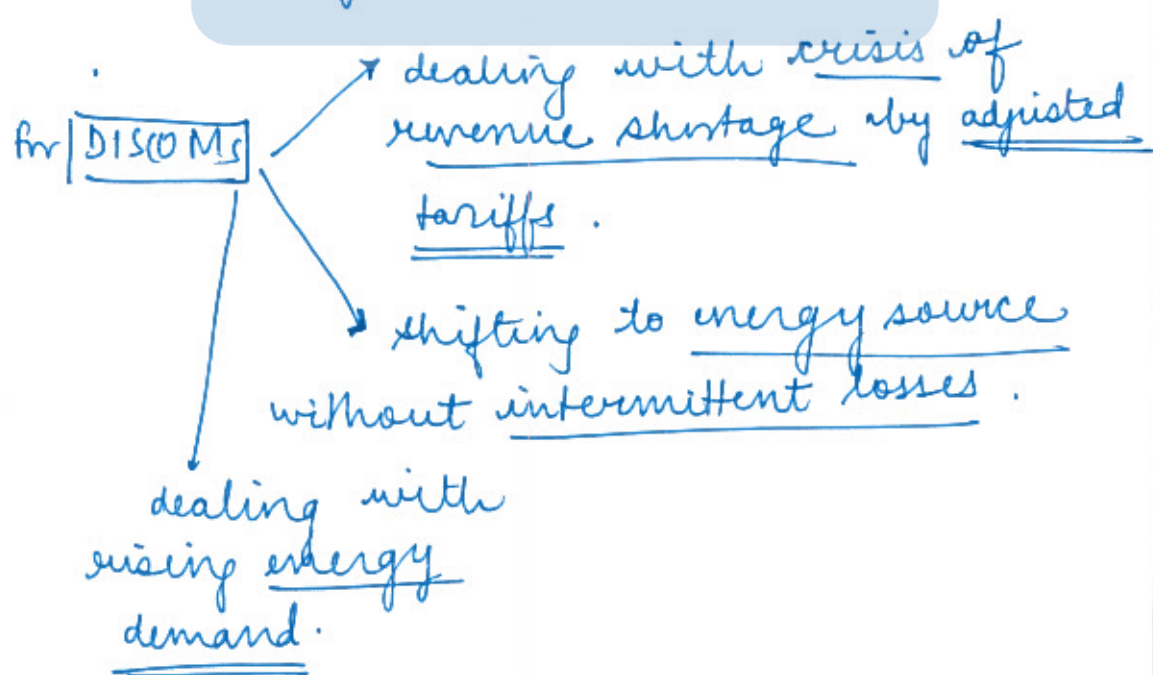 dealing with crisis of
for DISCOMs
revenue shortage by adjusted
tariffs.
shifting to energy source
without intermittent losses.
dealing with
rising energy
demand.